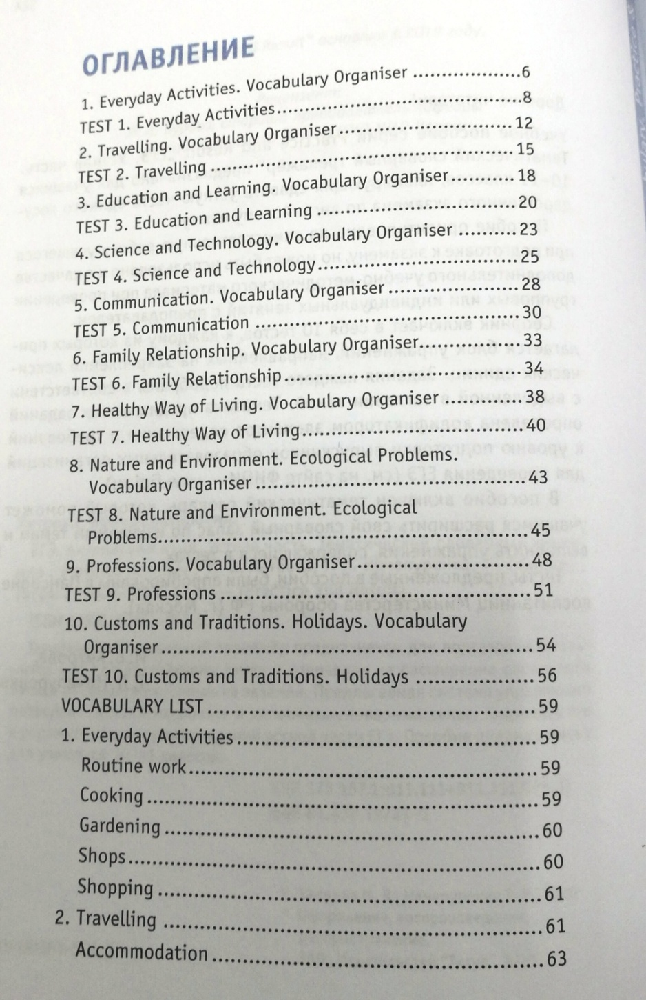 ОГЛАВЛЕНИЕ
1. Everyday Activities. Vocabulary Organiser ..................6
TEST 1. Everyday Activities..........................................8
2. Travelling. Vocabulary Organiser..............................12
TEST 2. Travelling .....................................................15
3. Education and Learning. Vocabulary Organiser...........18
TEST 3. Education and Learning ..................................20
4. Science and Technology. Vocabulary Organiser ..........23
TEST 4. Science and Technology..................................25
5. Communication. Vocabulary Organiser ......................28
TEST 5. Communication .............................................30
6. Family Relationship. Vocabulary Organiser.................33
TEST 6. Family Relationship........................................34
7. Healthy Way of Living. Vocabulary Organiser .............38
TEST 7. Healthy Way of Living.....................................40
8. Nature and Environment. Ecological Problems.
Vocabulary Organiser ..............................................43
TEST 8. Nature and Environment. Ecological
Problems...............................................................45
9. Professions. Vocabulary Organiser............................48
TEST 9. Professions ...................................................51
10. Customs and Traditions. Holidays. Vocabulary
Organiser..............................................................54
TEST 10. Customs and Traditions. Holidays ...................56
VOCABULARY LIST.....................................................59
1. Everyday Activities................................................59
Routine work.........................................................59
Cooking................................................................59
Gardening.............................................................60
Shops...................................................................60
Shopping ..............................................................61
2. Travelling .............................................................61
Accommodation .....................................................63